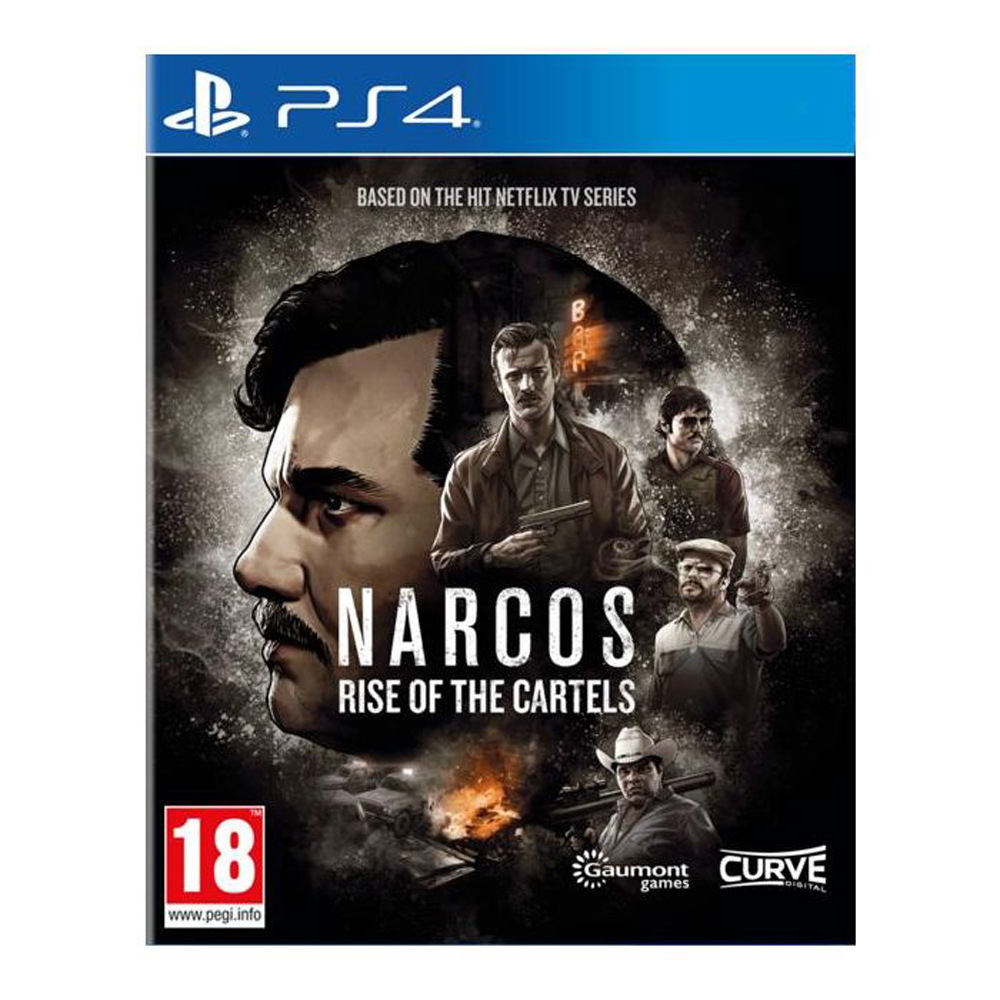 PS4
BASED ON THE HIT NETFLIX TV SERIES
BAR
NARCOS
RISE OF THE CARTELS
18
www.pegi.info
Gaumont
games
CURVE
DIGITAL